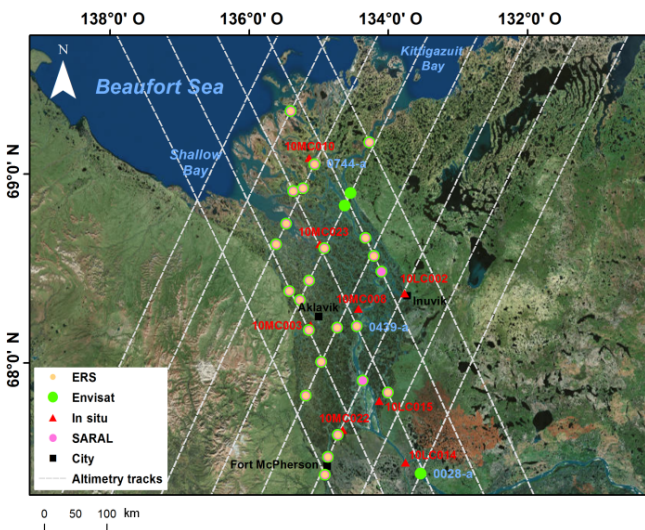 138°0' O 136°0' O 134°0' O 132°0' O
N
Kittigazuit
Bay
Beaufort Sea
10MC010
Shallow
Bay
0744-a
69°0' N
10MC023
10LC002
Inuvik
10MC008
Aklavik
10MC003
0439-a
68°0' N
ERS
Envisat
In situ
SARAL
City
Altimetry tracks
10LC015
10MC022
Fort McPherson
10LC014
0028-a
0 50 100 km